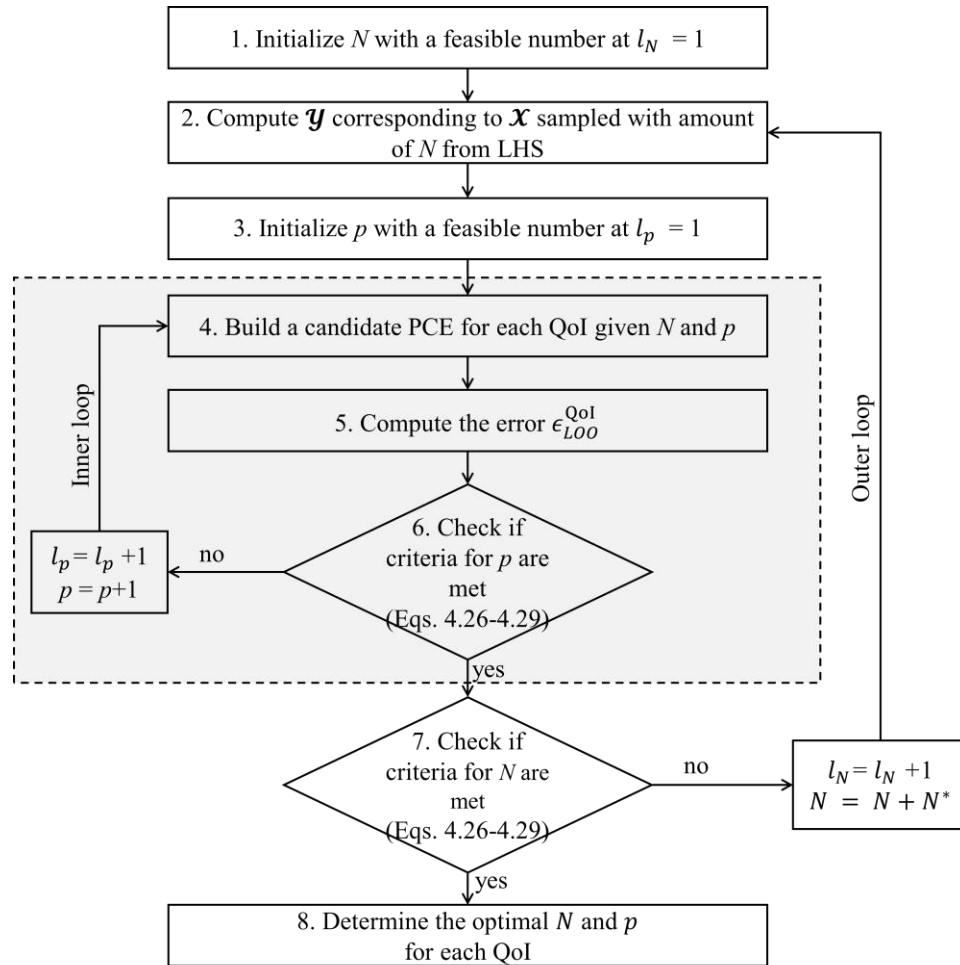 1. Initialize N with a feasible number at l_N = 1
2. Compute 𝓨 corresponding to 𝓧 sampled with amount
of N from LHS
3. Initialize p with a feasible number at l_p = 1
4. Build a candidate PCE for each QoI given N and p
5. Compute the error ϵ_LOO^QoI
Inner loop
Outer loop
6. Check if
criteria for p are
met
(Eqs. 4.26-4.29)
no
l_p = l_p +1
p = p+1
yes
7. Check if
criteria for N are
met
(Eqs. 4.26-4.29)
no
l_N = l_N +1
N = N + N*
yes
8. Determine the optimal N and p
for each QoI